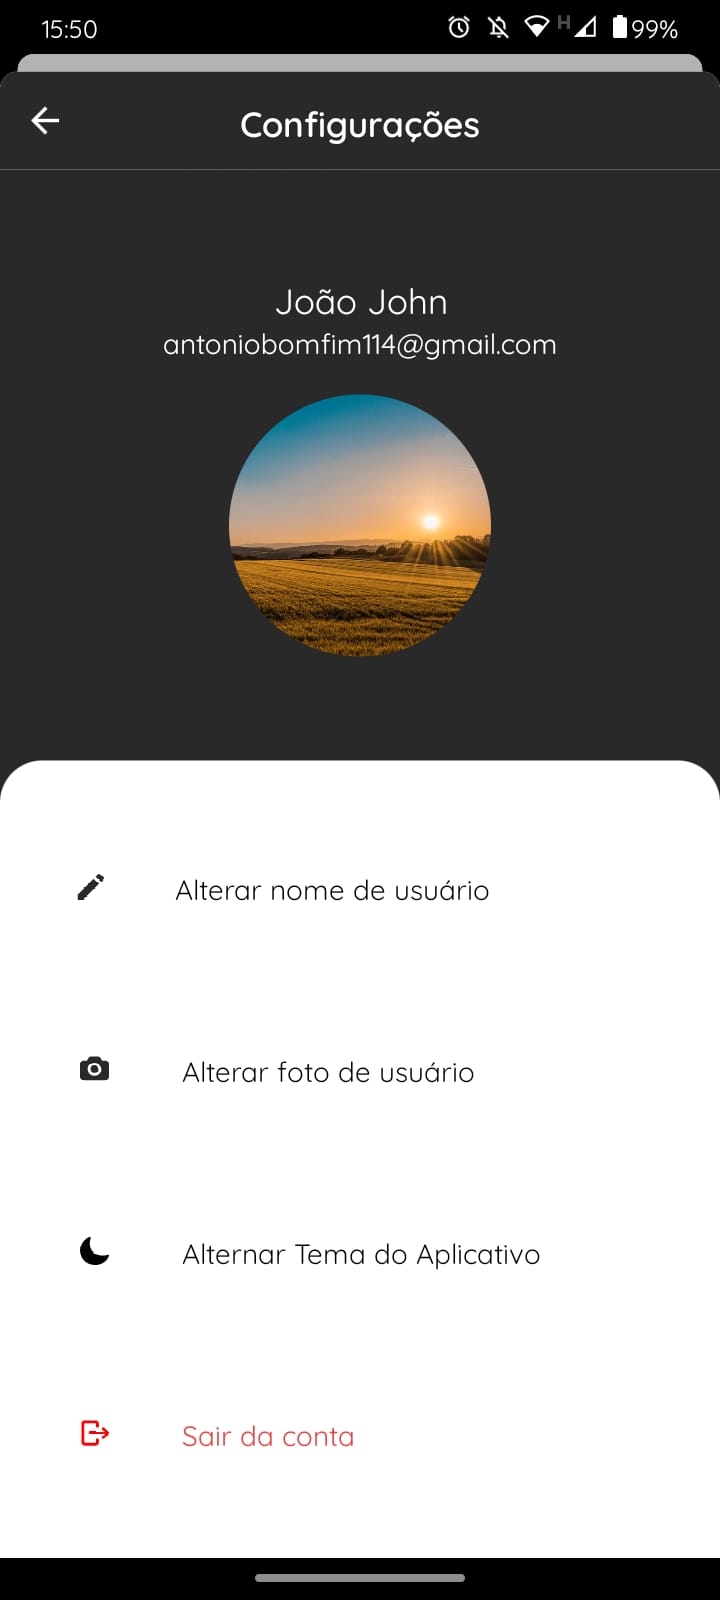 15:50
H
99%
Configurações
João John
antoniobomfim114@gmail.com
Alterar nome de usuário
Alterar foto de usuário
Alternar Tema do Aplicativo
Sair da conta